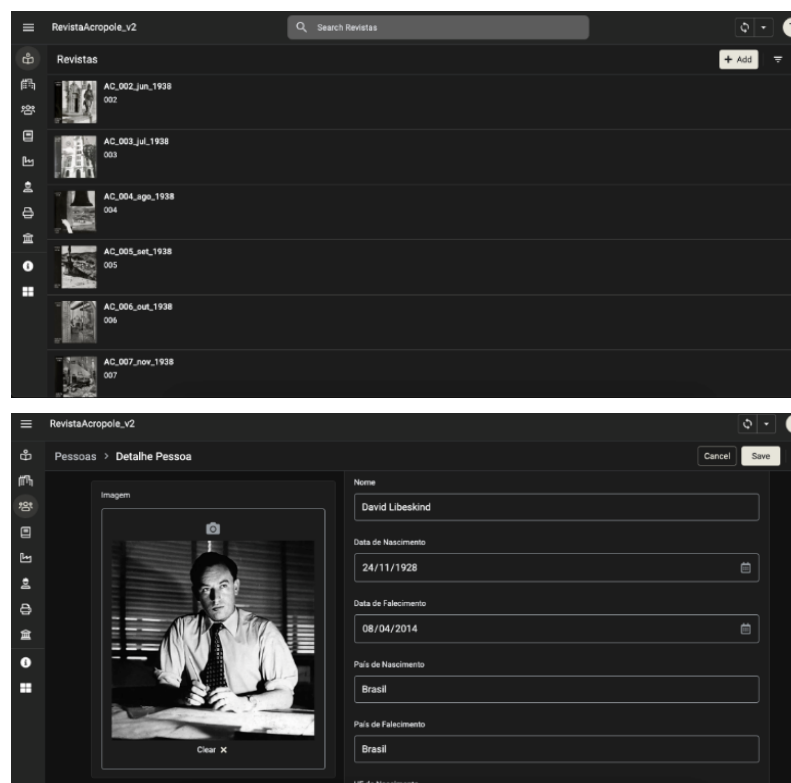 RevistaAcropole_v2
Search Revistas
Revistas
Add
AC_002_jun_1938
002
AC_003_jul_1938
003
AC_004_ago_1938
004
AC_005_set_1938
005
AC_006_out_1938
006
AC_007_nov_1938
007
RevistaAcropole_v2
Pessoas > Detalhe Pessoa
Cancel Save
Imagem
Clear ×
Nome
David Libeskind
Data de Nascimento
24/11/1928
Data de Falecimento
08/04/2014
País de Nascimento
Brasil
País de Falecimento
Brasil